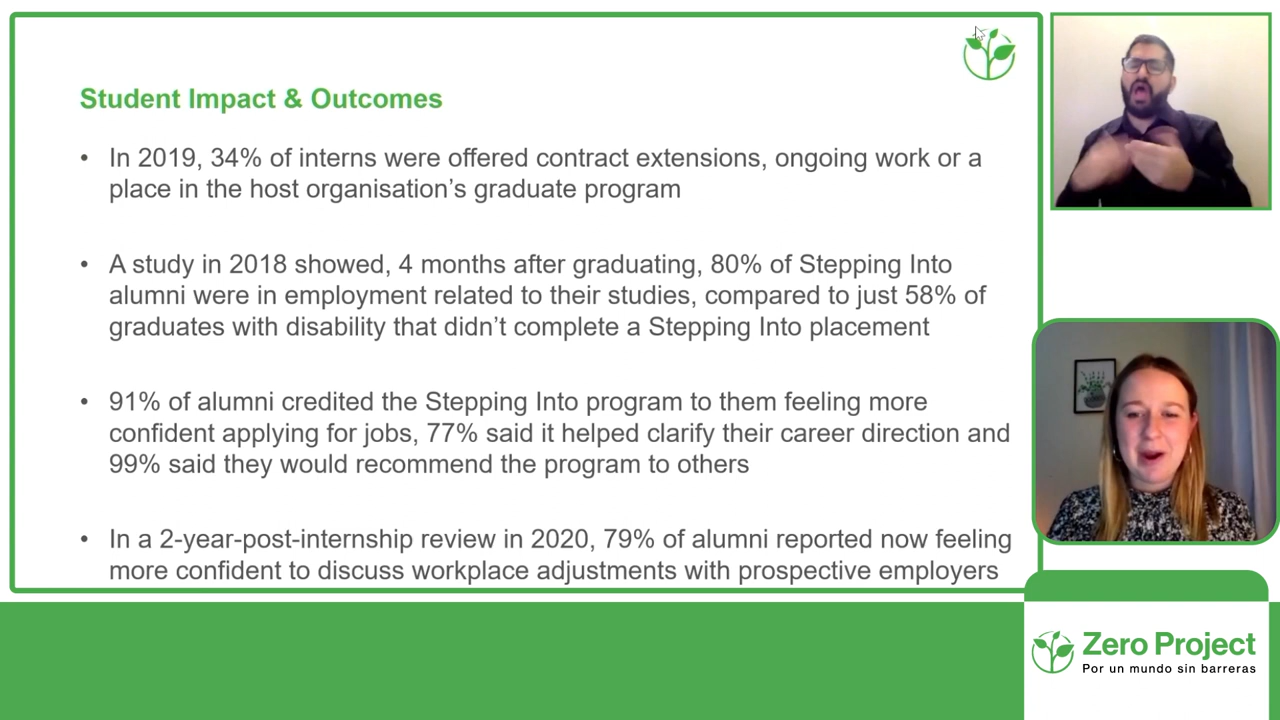 Student Impact & Outcomes
• In 2019, 34% of interns were offered contract extensions, ongoing work or a
place in the host organisation’s graduate program
• A study in 2018 showed, 4 months after graduating, 80% of Stepping Into
alumni were in employment related to their studies, compared to just 58% of
graduates with disability that didn’t complete a Stepping Into placement
• 91% of alumni credited the Stepping Into program to them feeling more
confident applying for jobs, 77% said it helped clarify their career direction and
99% said they would recommend the program to others
• In a 2-year-post-internship review in 2020, 79% of alumni reported now feeling
more confident to discuss workplace adjustments with prospective employers
Zero Project
Por un mundo sin barreras